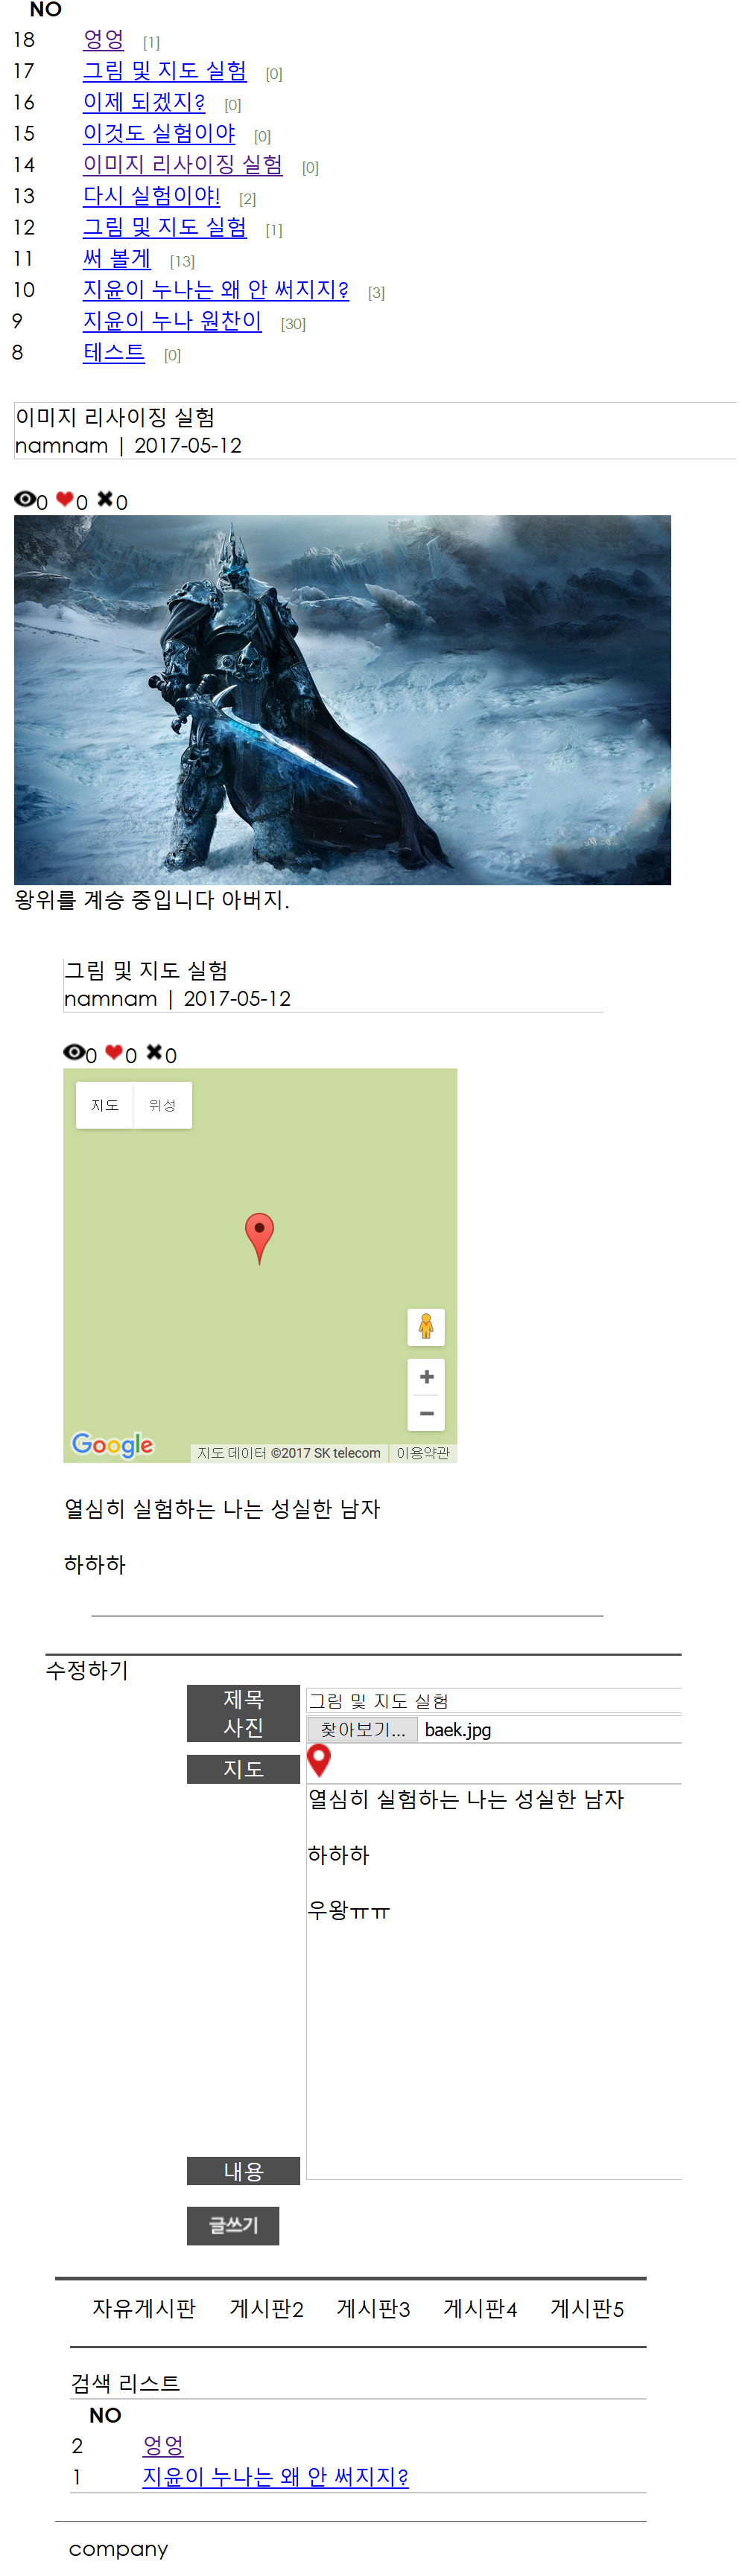 NO
18 엉엉 [1]
17 그림 및 지도 실험 [0]
16 이제 되겠지? [0]
15 이것도 실험이야 [0]
14 이미지 리사이징 실험 [0]
13 다시 실험이야! [2]
12 그림 및 지도 실험 [1]
11 써 볼게 [13]
10 지윤이 누나는 왜 안 써지지? [3]
9 지윤이 누나 원찬이 [30]
8 테스트 [0]
이미지 리사이징 실험
namnam | 2017-05-12
0 0 0
왕위를 계승 중입니다 아버지.
그림 및 지도 실험
namnam | 2017-05-12
0 0 0
지도 위성
Google 지도 데이터 ©2017 SK telecom 이용약관
열심히 실험하는 나는 성실한 남자
하하하
수정하기
제목 그림 및 지도 실험
사진 찾아보기... baek.jpg
지도
열심히 실험하는 나는 성실한 남자
하하하
우왕ㅠㅠ
내용
글쓰기
자유게시판 게시판2 게시판3 게시판4 게시판5
검색 리스트
NO
2 엉엉
1 지윤이 누나는 왜 안 써지지?
company